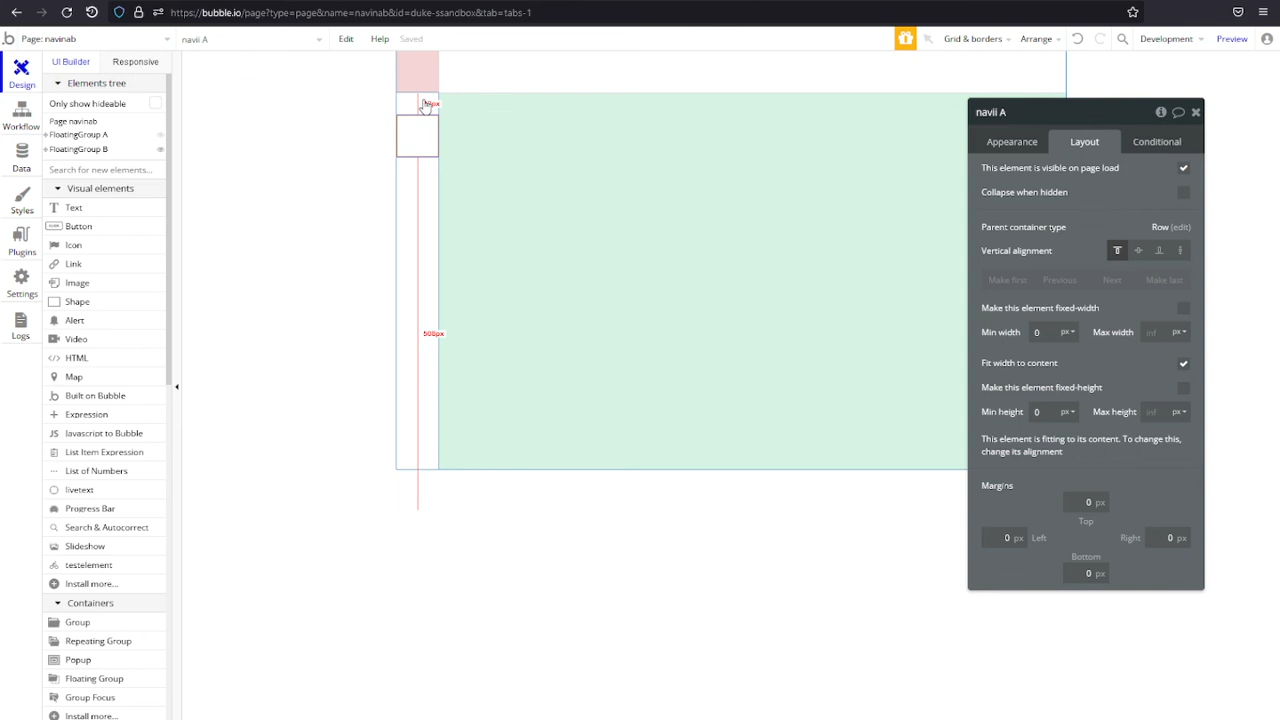 https://bubble.io/page?type=page&name=navinab&id=duke-ssandbox&tab=tabs-1
Page: navinab
navii A
Edit
Help
Saved
Grid & borders
Arrange
Development
Preview
UI Builder
Responsive
Design
Workflow
Data
Styles
Plugins
Settings
Logs
Elements tree
Only show hideable
Page navinab
FloatingGroup A
FloatingGroup B
Search for new elements...
Visual elements
Text
Button
Icon
Link
Image
Shape
Alert
Video
HTML
Map
Built on Bubble
Expression
Javascript to Bubble
List Item Expression
List of Numbers
livetext
Progress Bar
Search & Autocorrect
Slideshow
testelement
Install more...
Containers
Group
Repeating Group
Popup
Floating Group
Group Focus
Install more...
508px
navii A
Appearance
Layout
Conditional
This element is visible on page load
Collapse when hidden
Parent container type
Row (edit)
Vertical alignment
Make first
Previous
Next
Make last
Make this element fixed-width
Min width 0 px
Max width inf px
Fit width to content
Make this element fixed-height
Min height 0 px
Max height inf px
This element is fitting to its content. To change this,
change its alignment
Margins
0 px
Top
0 px Left
Right 0 px
Bottom
0 px